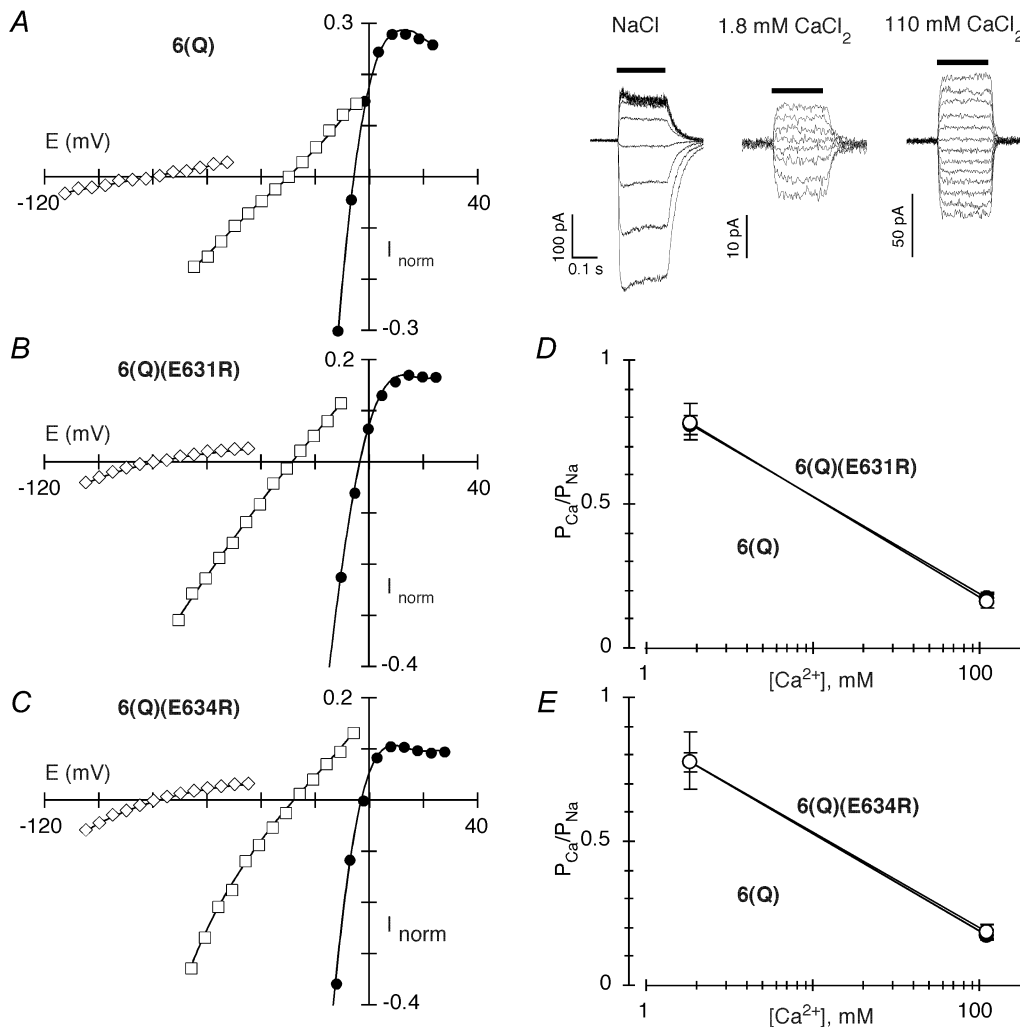 A
6(Q)
0.3
E (mV)
-120
40
I norm
-0.3
NaCl
1.8 mM CaCl2
110 mM CaCl2
100 pA
0.1 s
10 pA
50 pA
B
6(Q)(E631R)
0.2
E (mV)
-120
40
I norm
-0.4
C
6(Q)(E634R)
0.2
E (mV)
-120
40
I norm
-0.4
D
1
PCa/PNa
0.5
0
6(Q)(E631R)
6(Q)
1
[Ca2+], mM
100
E
1
PCa/PNa
0.5
0
6(Q)(E634R)
6(Q)
1
[Ca2+], mM
100